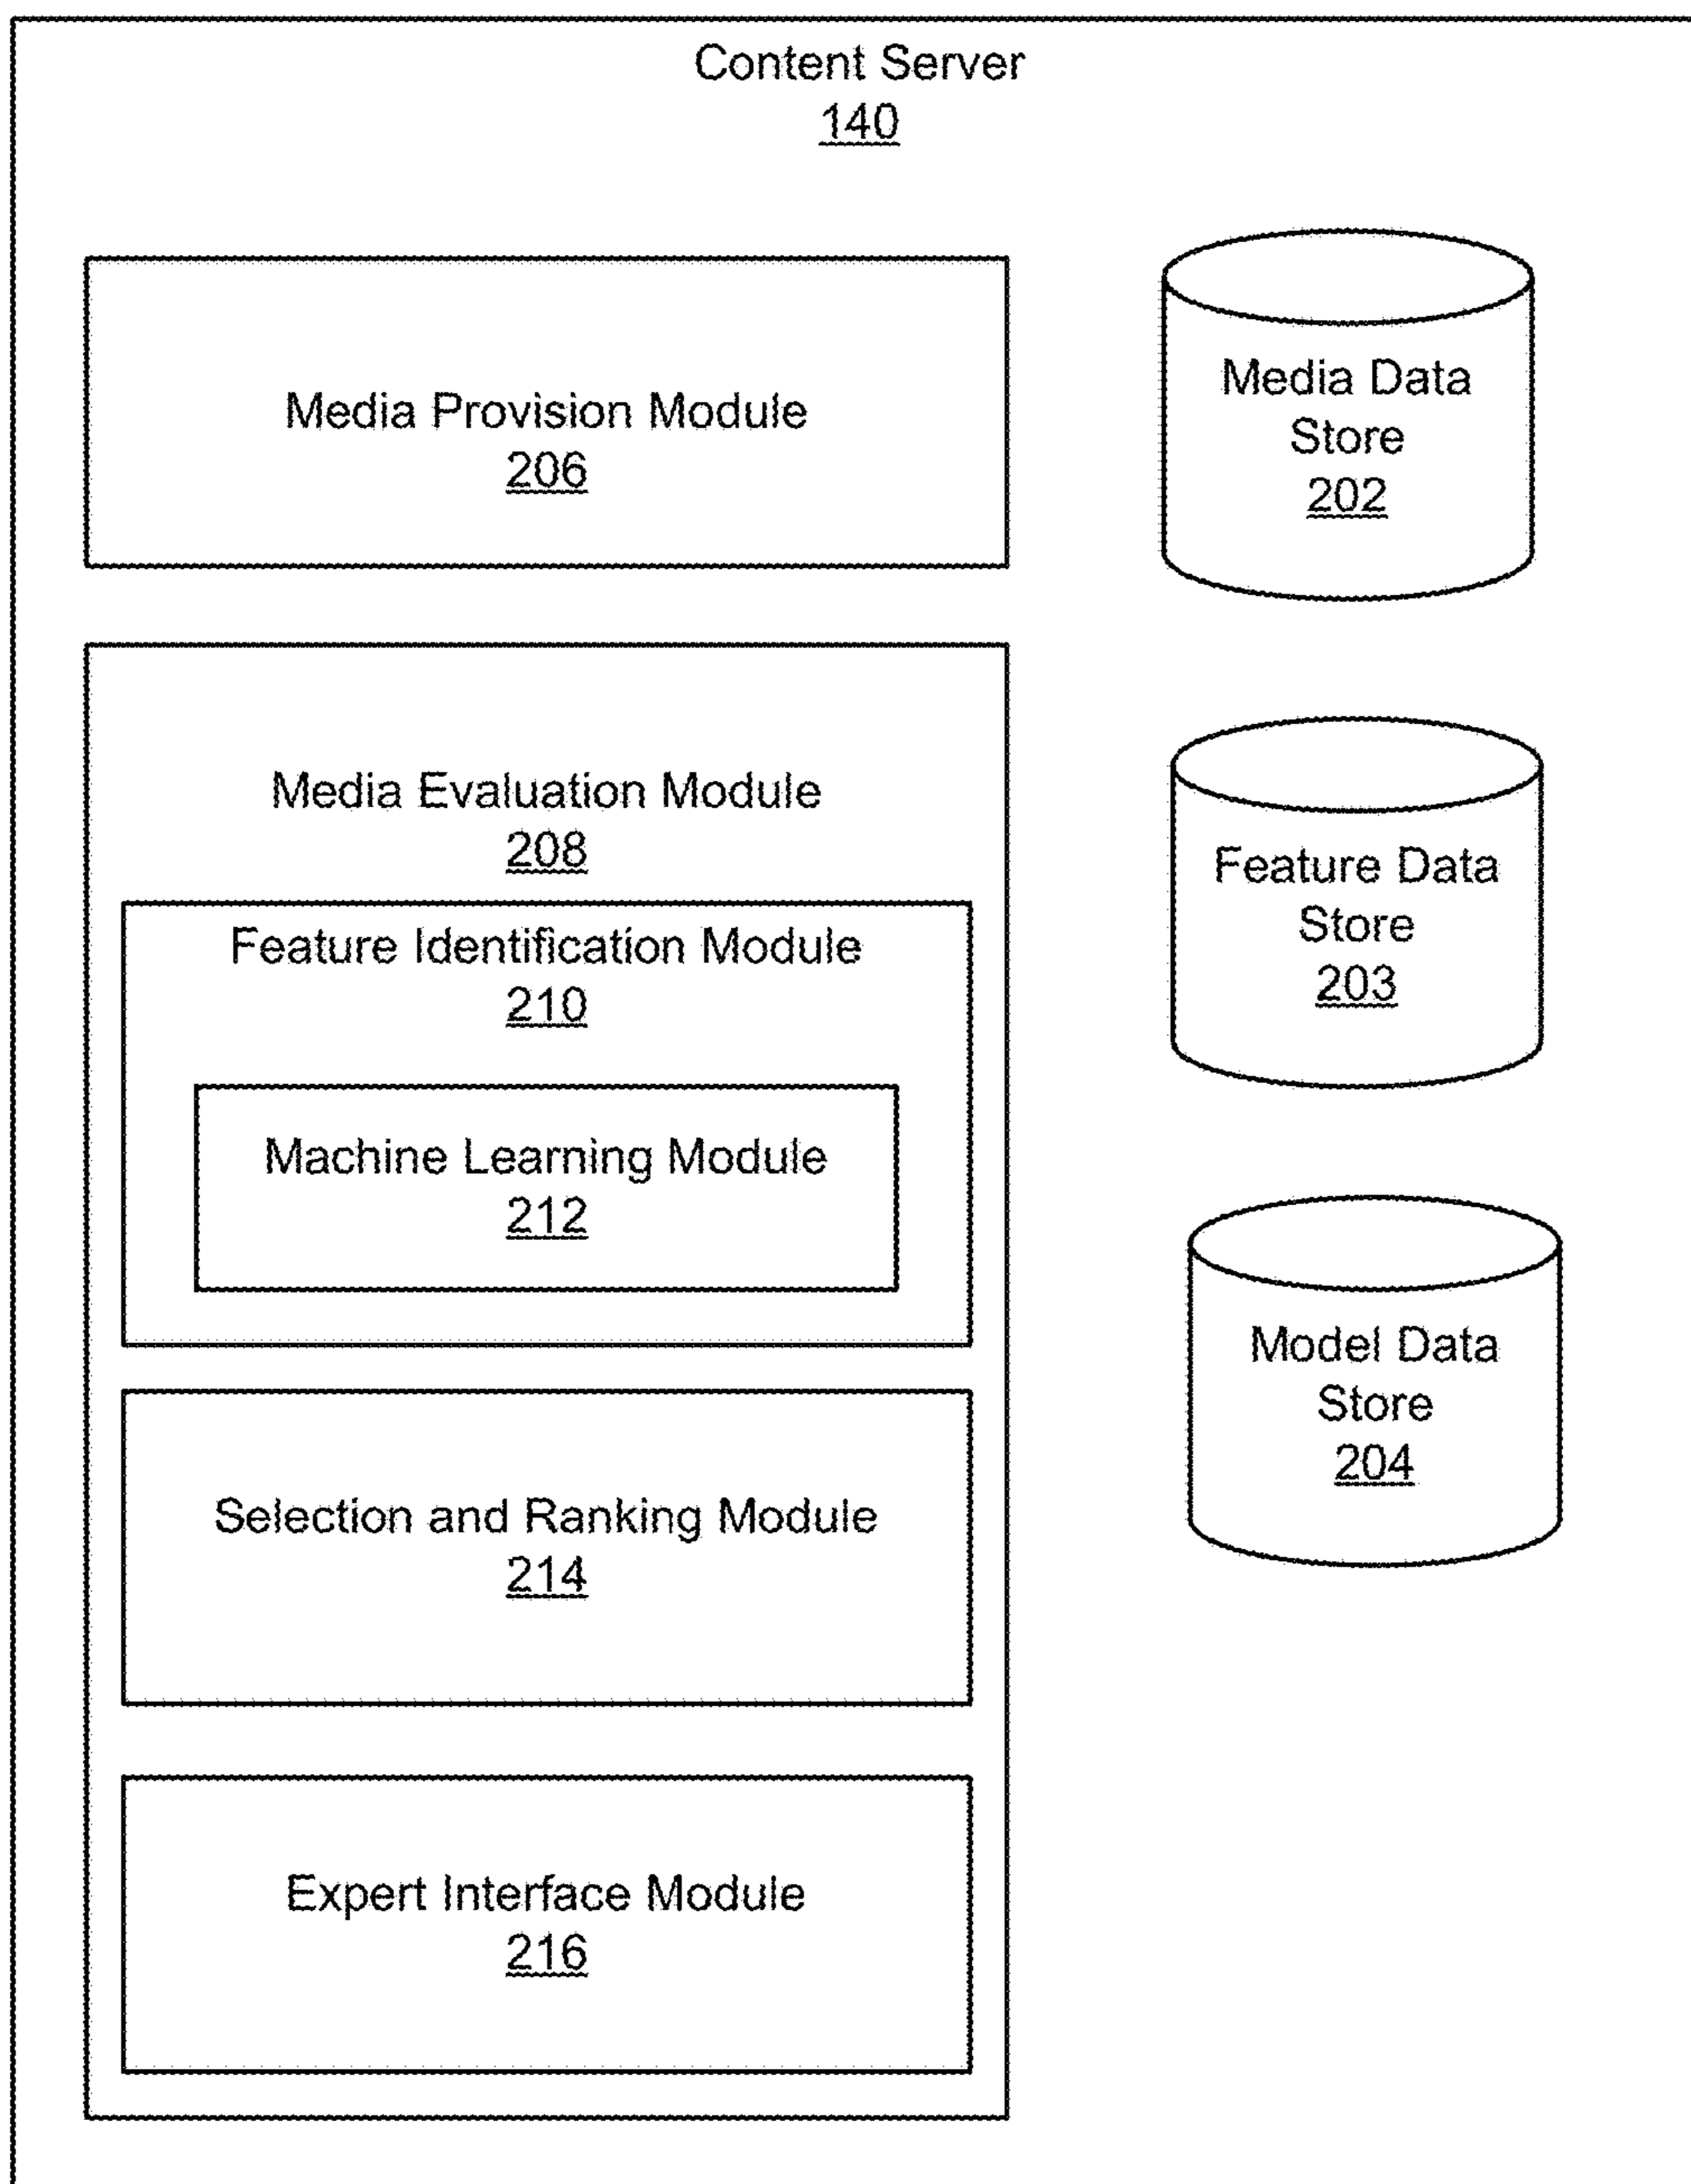 Content Server
140
Media Provision Module
206
Media Data
Store
202
Media Evaluation Module
208
Feature Identification Module
210
Machine Learning Module
212
Feature Data
Store
203
Selection and Ranking Module
214
Model Data
Store
204
Expert Interface Module
216